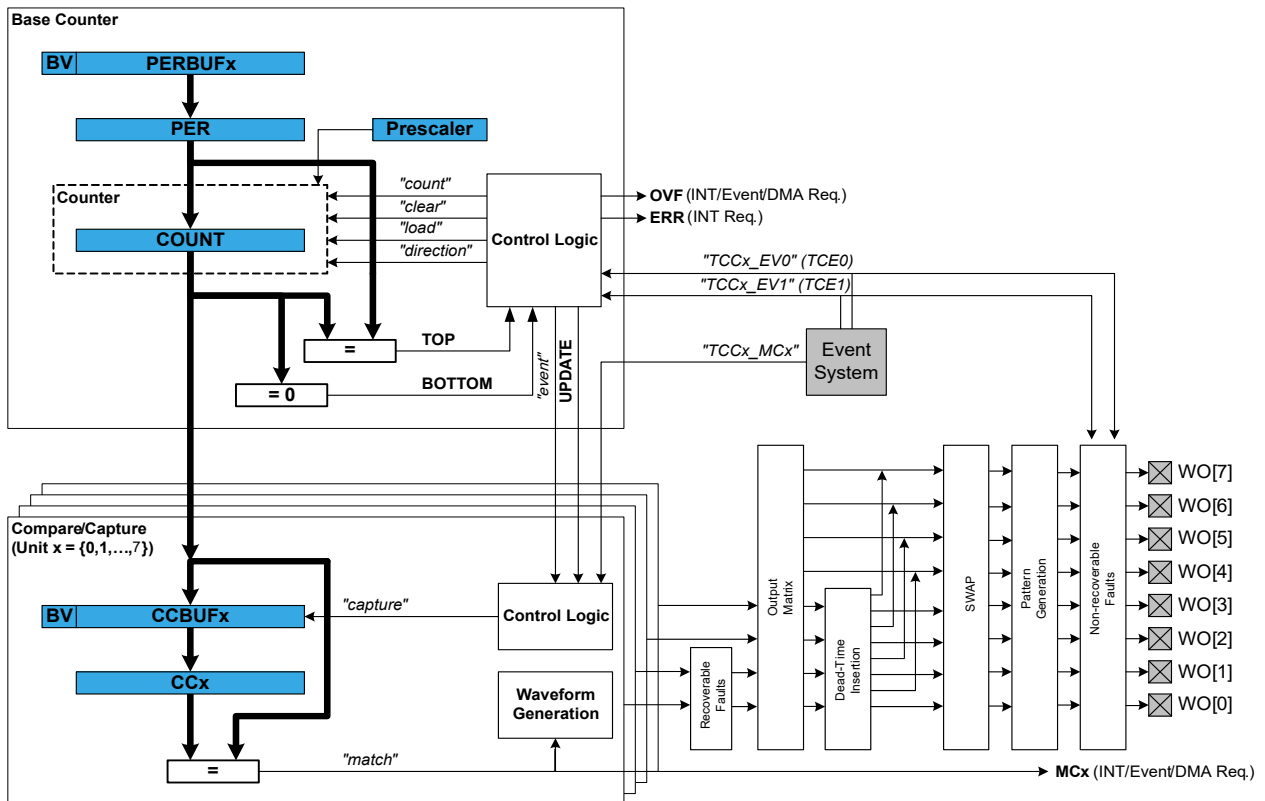 Base Counter
BV PERBUFx
PER
Prescaler
Counter
COUNT
"count"
"clear"
"load"
"direction"
Control Logic
OVF (INT/Event/DMA Req.)
ERR (INT Req.)
"TCCx_EV0" (TCE0)
"TCCx_EV1" (TCE1)
"TCCx_MCx"
Event
System
=
TOP
= 0
BOTTOM
"event"
UPDATE
Compare/Capture
(Unit x = {0,1,…,7})
BV CCBUFx
"capture"
Control Logic
CCx
Waveform
Generation
=
"match"
Recoverable
Faults
Output
Matrix
Dead-Time
Insertion
SWAP
Pattern
Generation
Non-recoverable
Faults
WO[7]
WO[6]
WO[5]
WO[4]
WO[3]
WO[2]
WO[1]
WO[0]
MCx (INT/Event/DMA Req.)